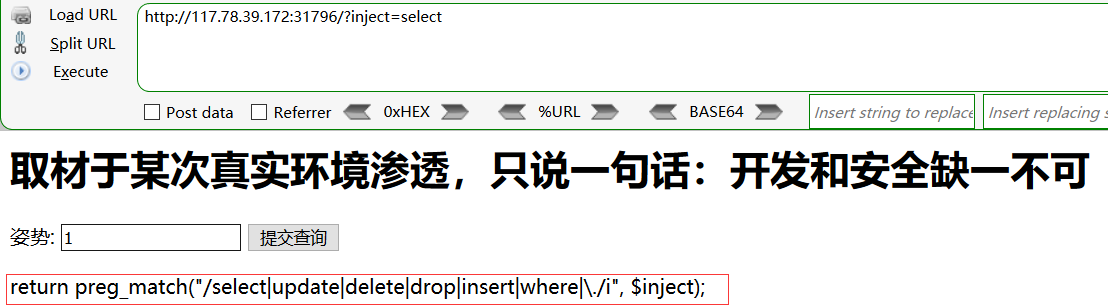 Load URL
http://117.78.39.172:31796/?inject=select
Split URL
Execute
Post data Referrer 0xHEX %URL BASE64 Insert string to replace Insert replacing s
取材于某次真实环境渗透，只说一句话：开发和安全缺一不可
姿势: 1 提交查询
return preg_match("/select|update|delete|drop|insert|where|\./i", $inject);